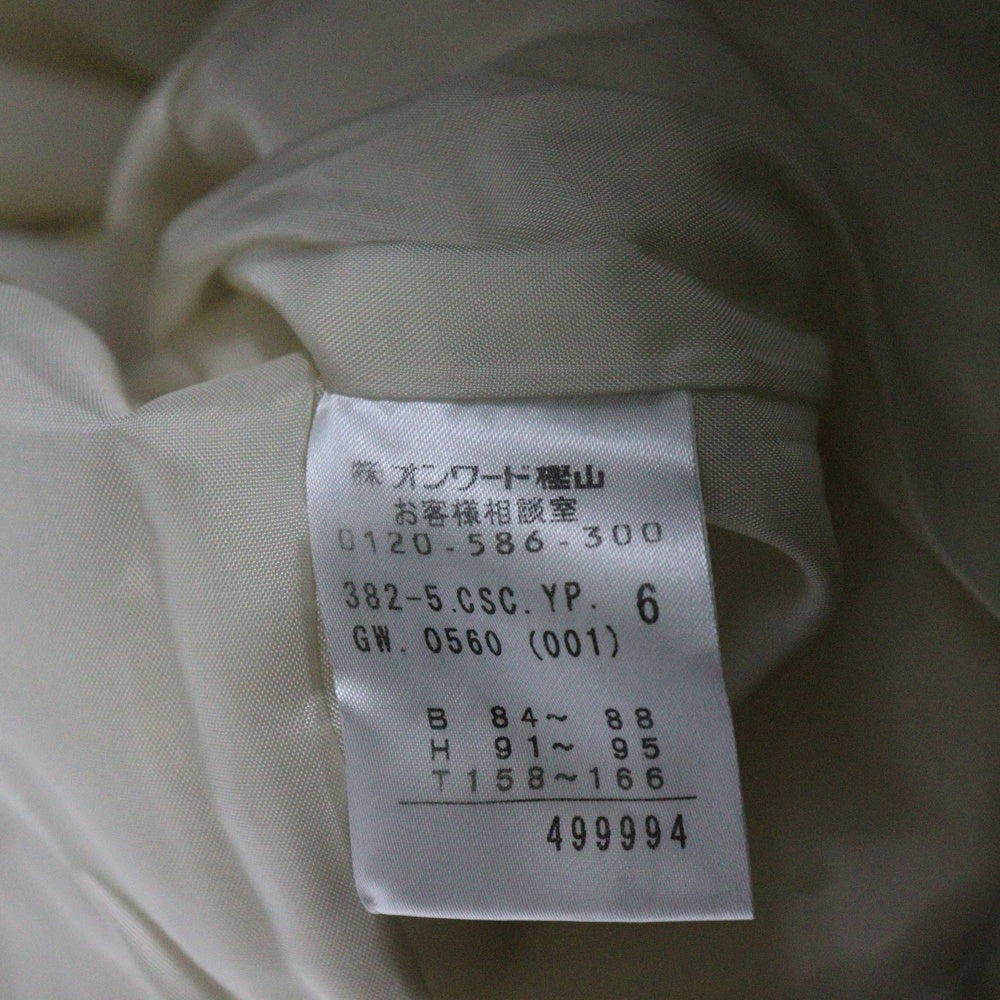 株オンワード樫山
お客様相談室
0120-586-300
382-5.CSC.YP. 6
GW. 0560 (001)
B 84~ 88
H 91~ 95
T158~166
499994